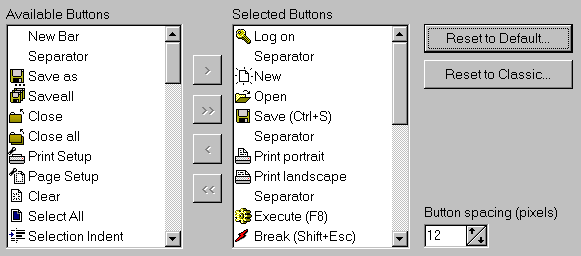 Available Buttons
New Bar
Separator
Save as
Saveall
Close
Close all
Print Setup
Page Setup
Clear
Select All
Selection Indent
>
>>
<
<<
Selected Buttons
Log on
Separator
New
Open
Save (Ctrl+S)
Separator
Print portrait
Print landscape
Separator
Execute (F8)
Break (Shift+Esc)
Reset to Default...
Reset to Classic...
Button spacing (pixels)
12